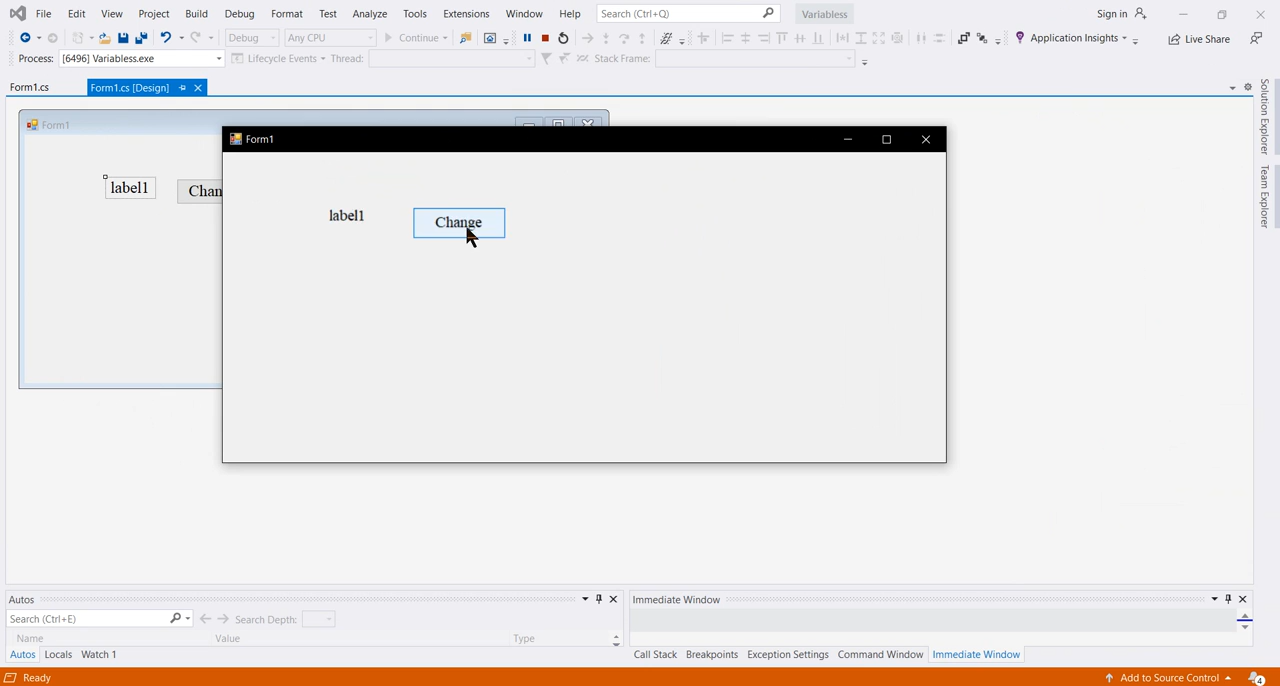 File Edit View Project Build Debug Format Test Analyze Tools Extensions Window Help Search (Ctrl+Q) Variabless Sign in
Debug Any CPU Continue Application Insights Live Share
Process: [6496] Variabless.exe Lifecycle Events Thread: Stack Frame:
Form1.cs Form1.cs [Design]
Solution Explorer
Team Explorer
Form1
label1 Chan
Form1
label1 Change
Autos
Search (Ctrl+E) Search Depth:
Name Value Type
Autos Locals Watch 1
Immediate Window
Call Stack Breakpoints Exception Settings Command Window Immediate Window
Ready Add to Source Control 4